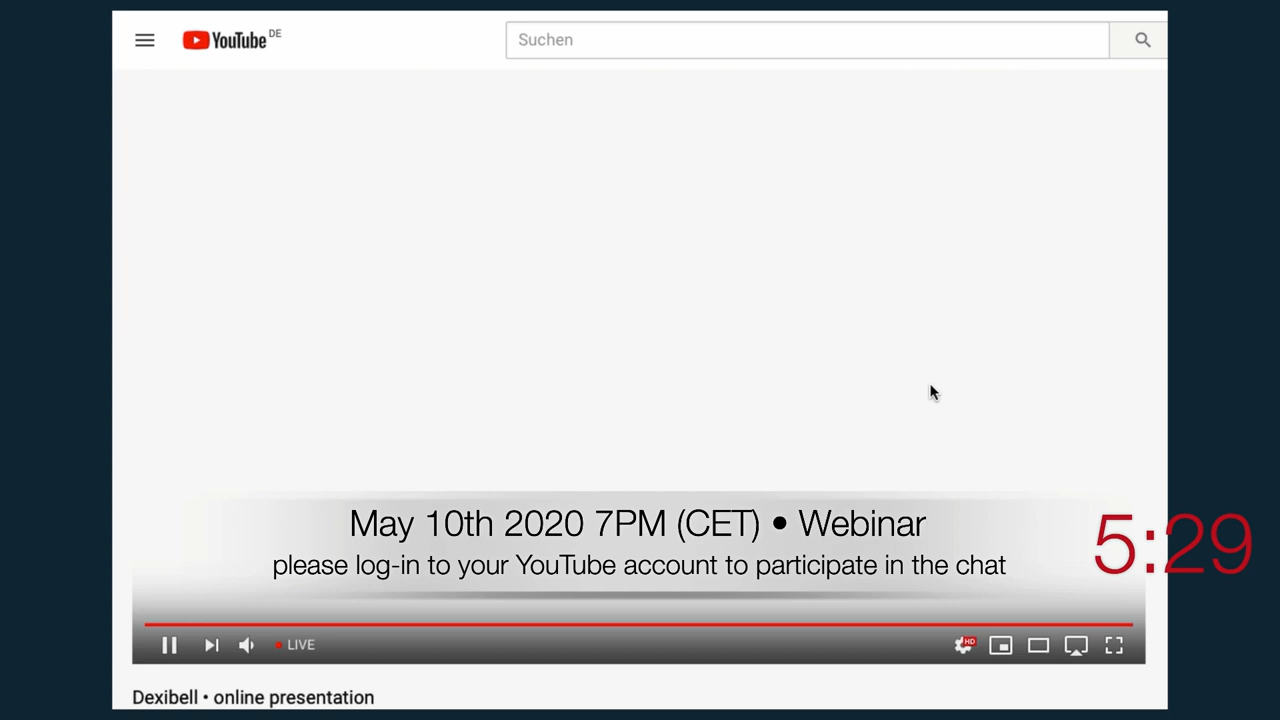 YouTube DE
Suchen
May 10th 2020 7PM (CET) • Webinar
please log-in to your YouTube account to participate in the chat
5:29
LIVE
HD
Dexibell • online presentation